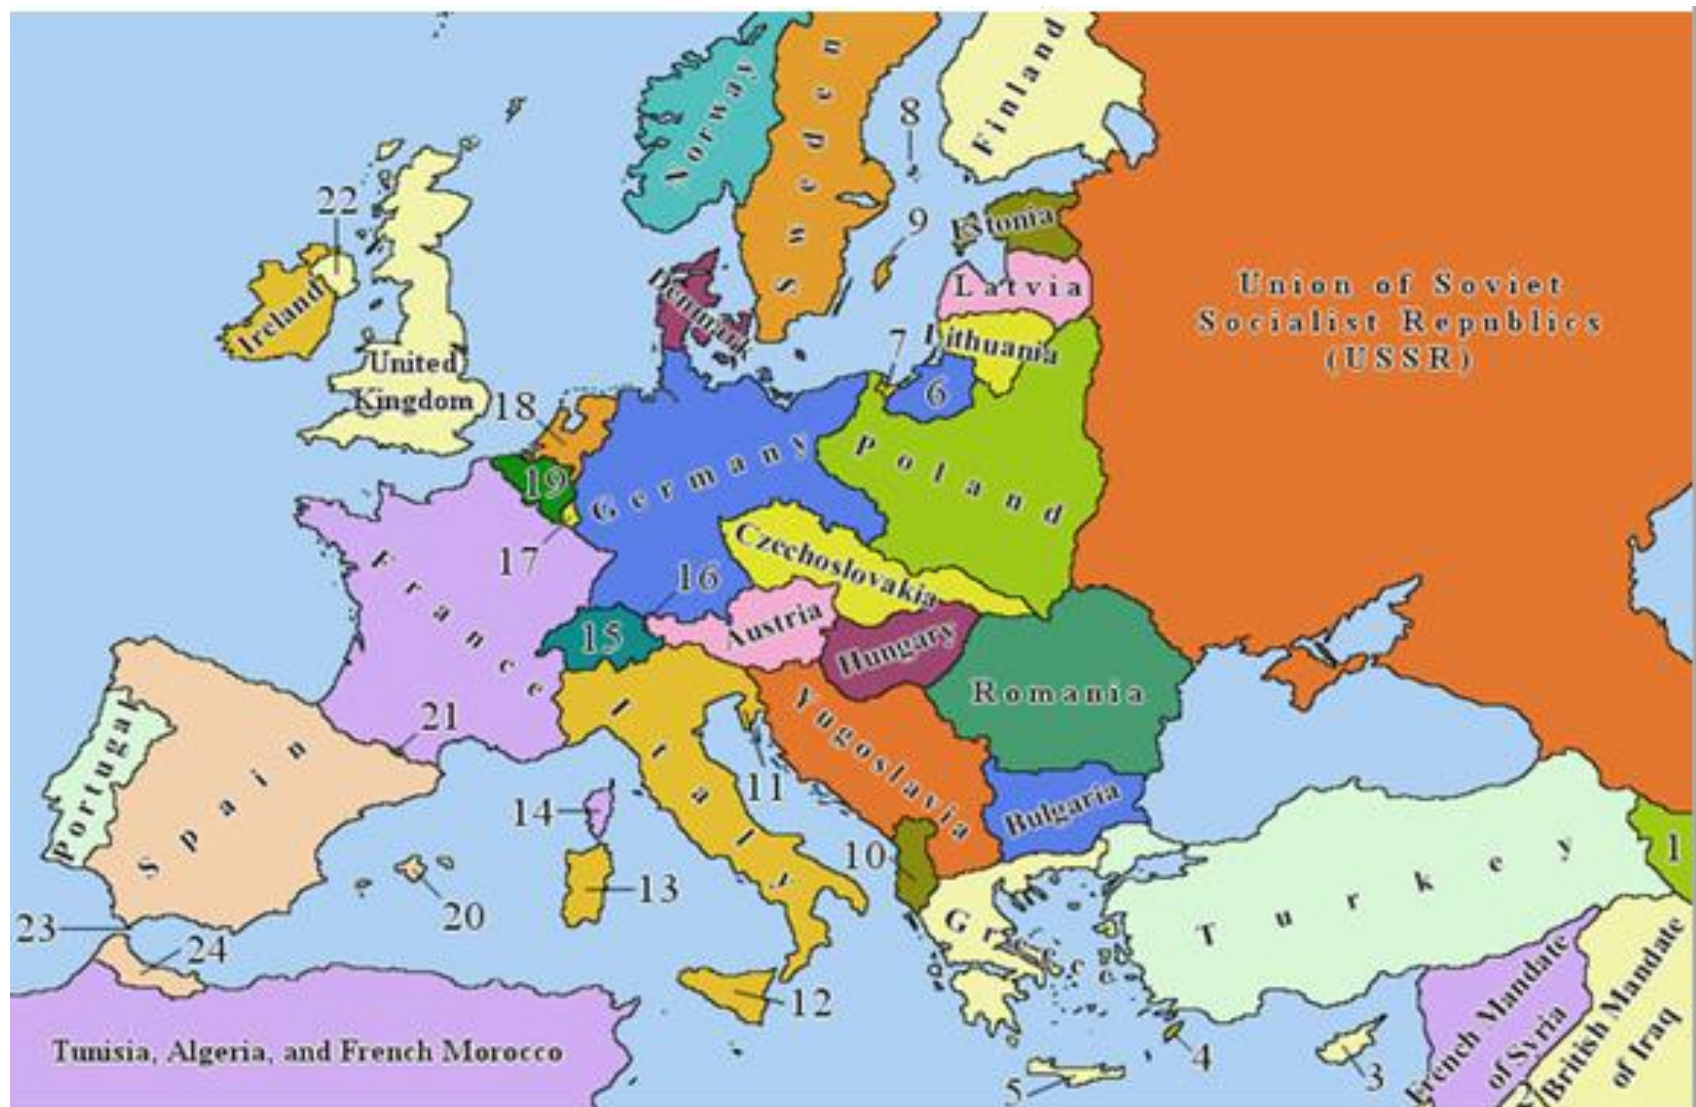 Norway
Sweden
Finland
8
22
9
Estonia
Latvia
Union of Soviet
Socialist Republics
(USSR)
Ireland
Denmark
United
Kingdom
7
Lithuania
6
18
19
Germany
Poland
17
16
Czechoslovakia
France
15
Austria
Hungary
Romania
21
Portugal
Spain
Italy
Yugoslavia
11
14
Bulgaria
10
13
20
1
Turkey
Greece
23
24
12
Tunisia, Algeria, and French Morocco
4
5
3
French Mandate
of Syria
British Mandate
of Iraq